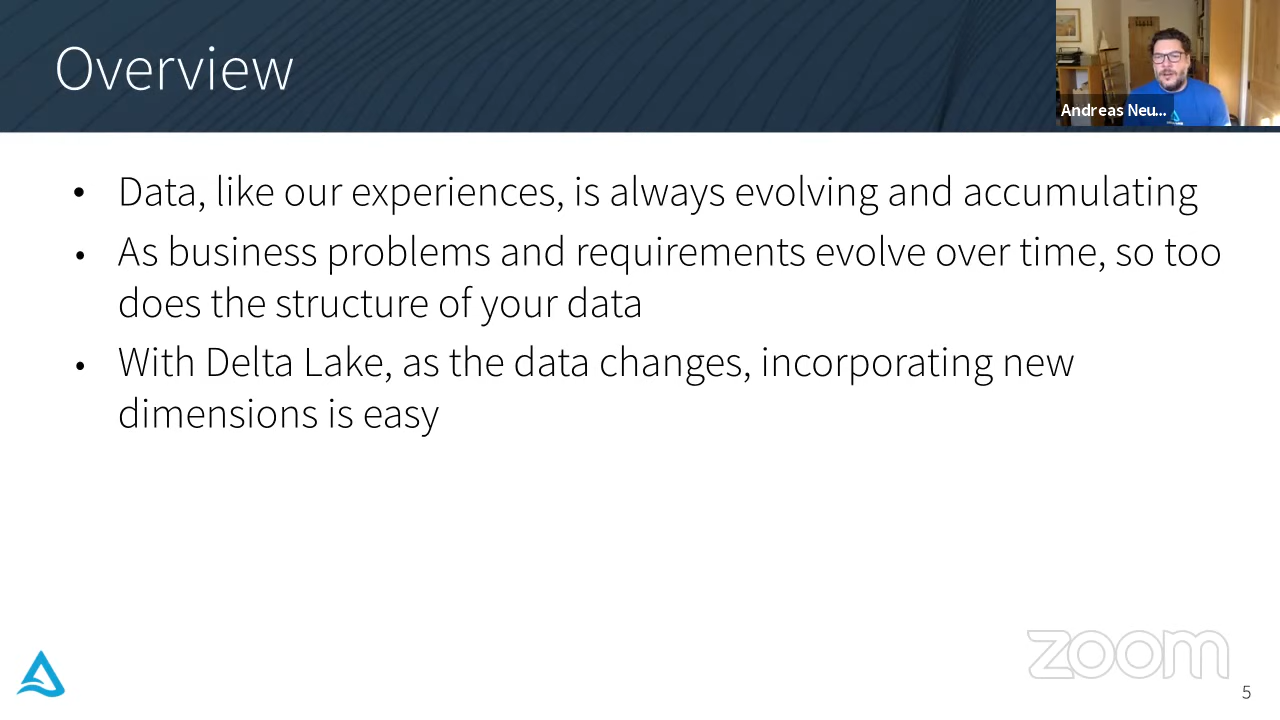 Overview
Andreas Neu...
• Data, like our experiences, is always evolving and accumulating
• As business problems and requirements evolve over time, so too
does the structure of your data
• With Delta Lake, as the data changes, incorporating new
dimensions is easy
zoom
5